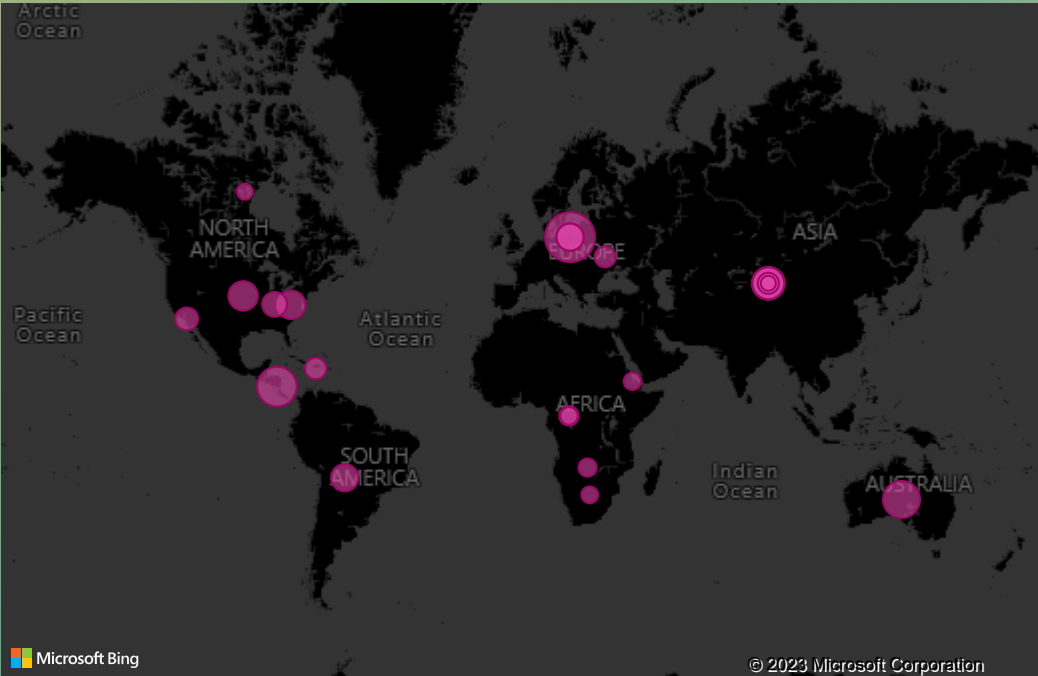 Arctic
Ocean
NORTH
AMERICA
EUROPE
ASIA
Pacific
Ocean
Atlantic
Ocean
AFRICA
SOUTH
AMERICA
Indian
Ocean
AUSTRALIA
Microsoft Bing
© 2023 Microsoft Corporation